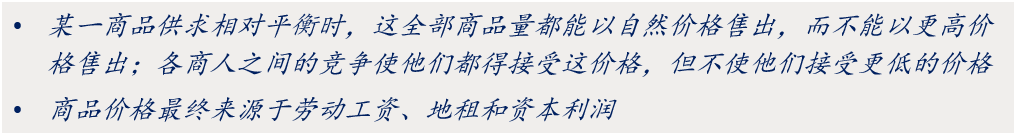 • 某一商品供求相对平衡时，这全部商品量都能以自然价格售出，而不能以更高价
格售出；各商人之间的竞争使他们都得接受这价格，但不使他们接受更低的价格
• 商品价格最终来源于劳动工资、地租和资本利润